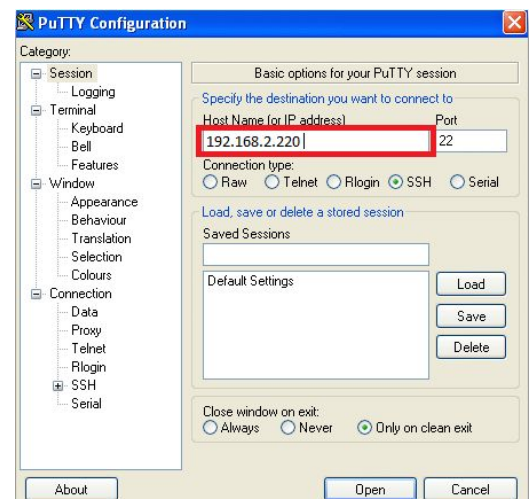 PuTTY Configuration
Category:
Session
Logging
Terminal
Keyboard
Bell
Features
Window
Appearance
Behaviour
Translation
Selection
Colours
Connection
Data
Proxy
Telnet
Rlogin
SSH
Serial
Basic options for your PuTTY session
Specify the destination you want to connect to
Host Name (or IP address) Port
192.168.2.220 22
Connection type:
Raw Telnet Rlogin SSH Serial
Load, save or delete a stored session
Saved Sessions
Default Settings
Load
Save
Delete
Close window on exit:
Always Never Only on clean exit
About Open Cancel